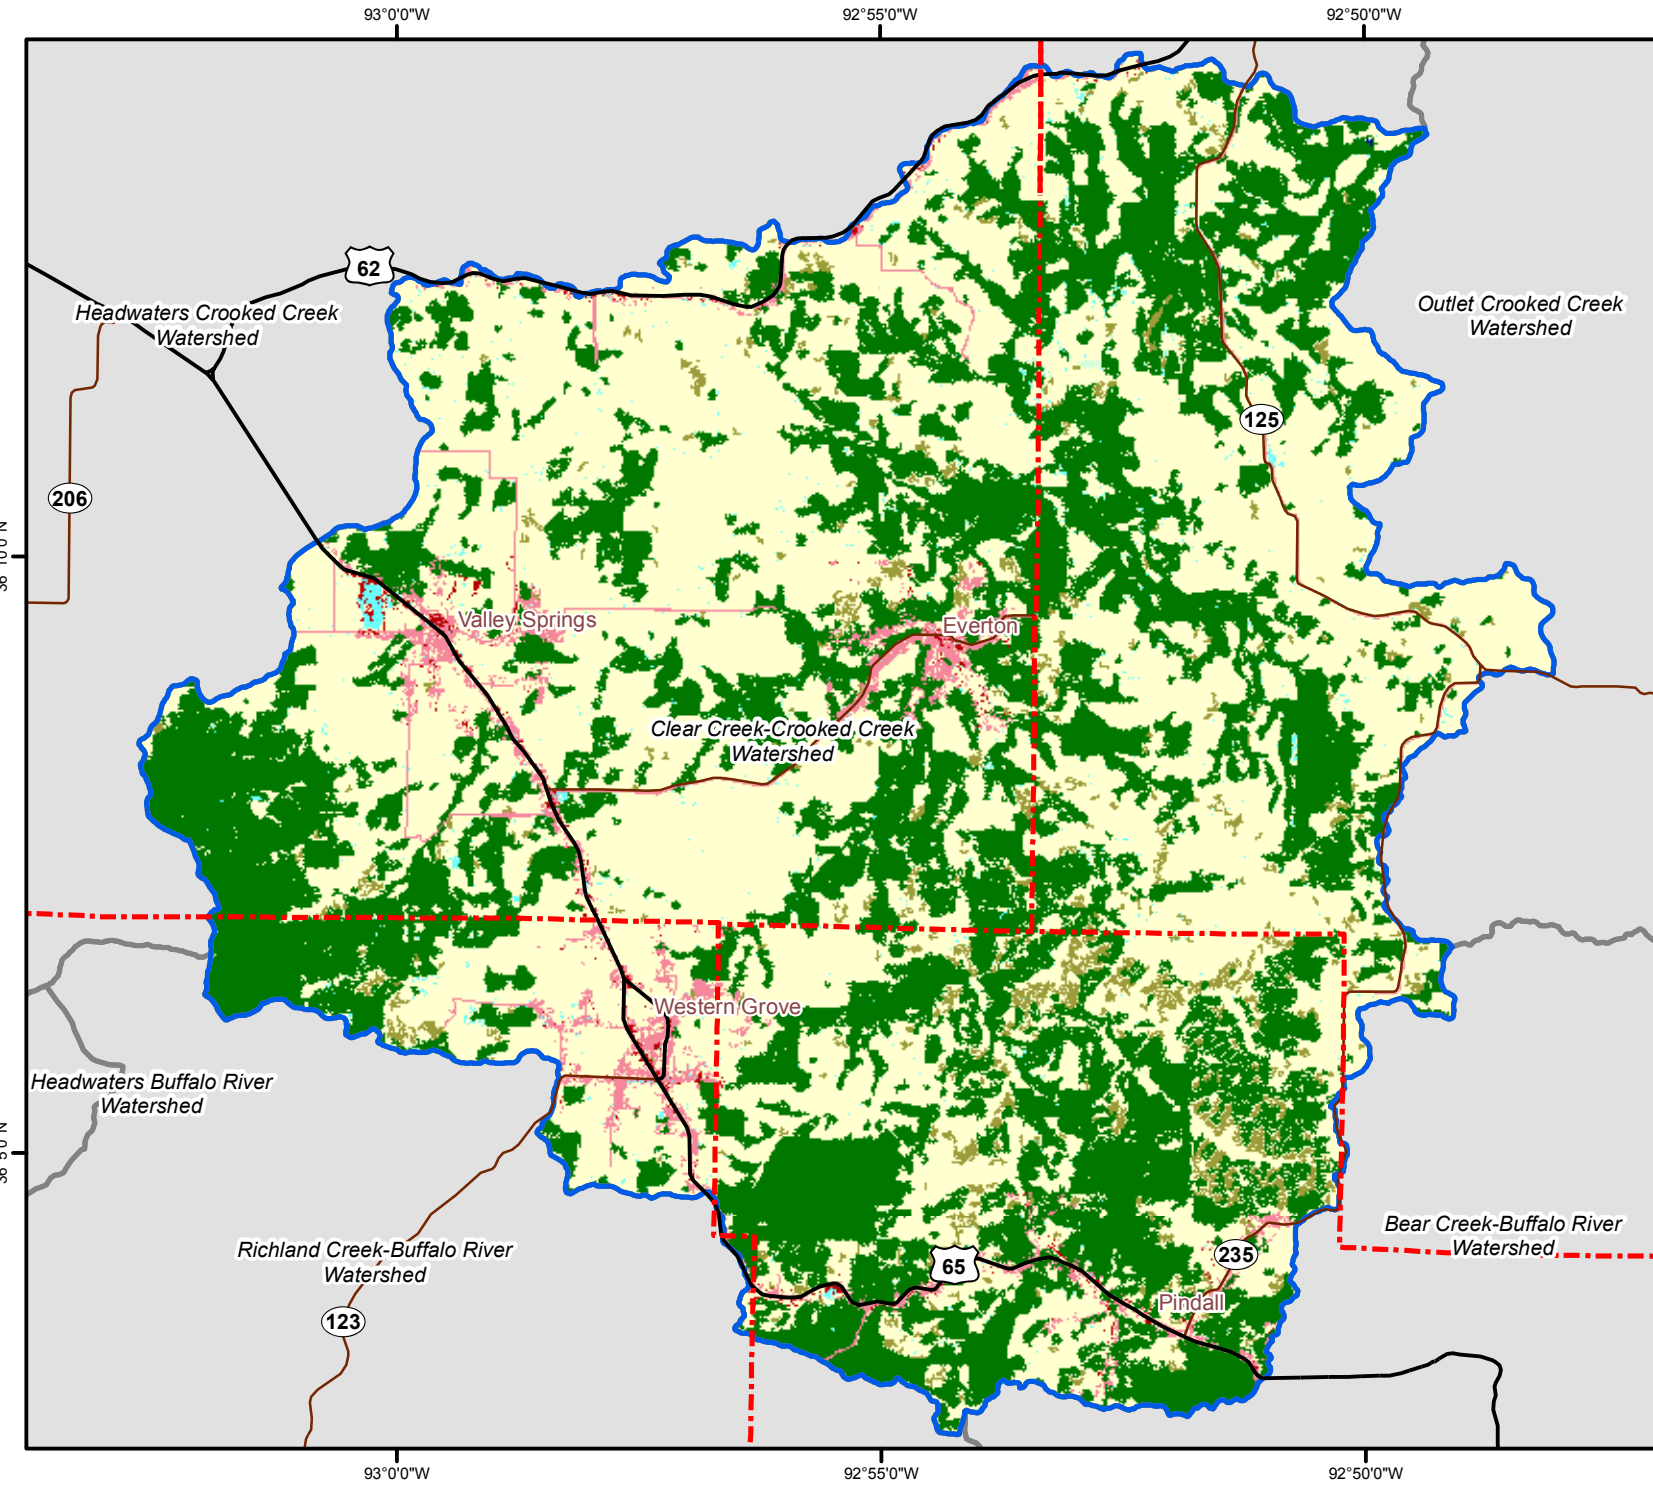 93°0'0"W
92°55'0"W
92°50'0"W
62
Headwaters Crooked Creek
Watershed
Outlet Crooked Creek
Watershed
125
206
Valley Springs
Everton
Clear Creek-Crooked Creek
Watershed
Western Grove
Headwaters Buffalo River
Watershed
Richland Creek-Buffalo River
Watershed
Bear Creek-Buffalo River
Watershed
235
65
Pindall
123
93°0'0"W
92°55'0"W
92°50'0"W